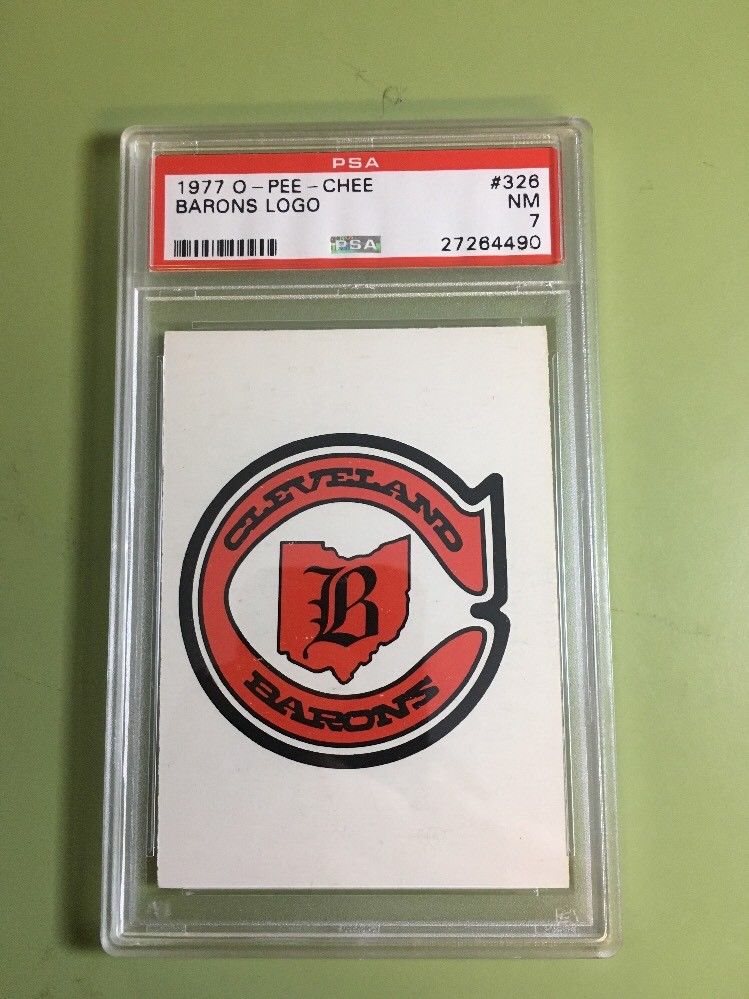 PSA
1977 O-PEE-CHEE #326
BARONS LOGO NM
7
PSA 27264490
CLEVELAND
B
BARONS